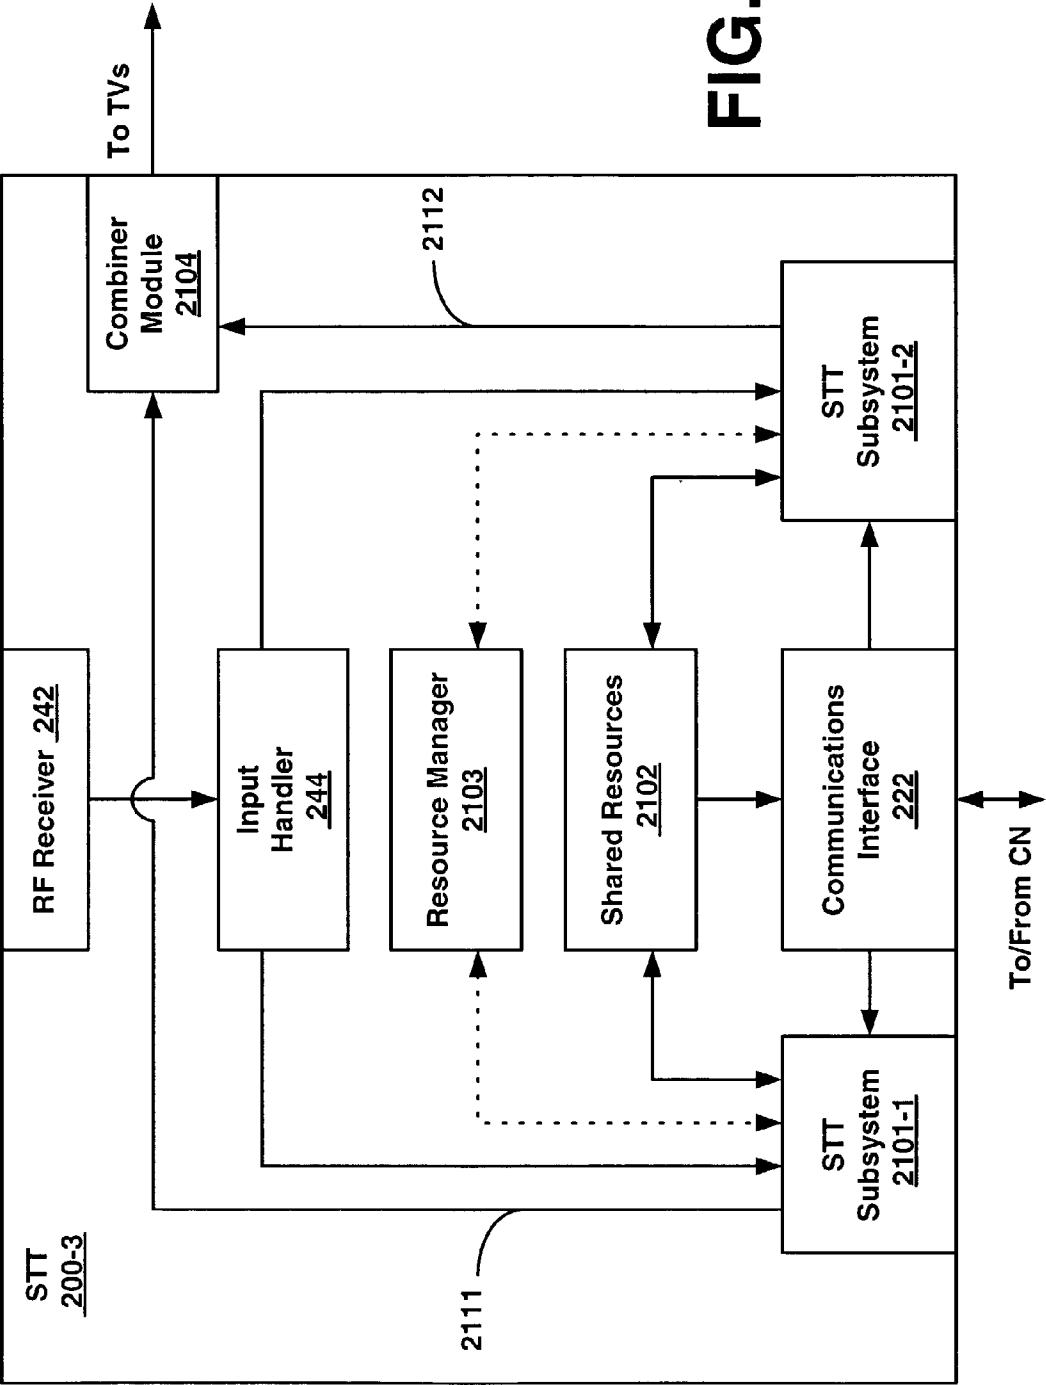 STT
200-3
RF Receiver 242
To TVs
Combiner
Module
2104
Input
Handler
244
2112
Resource Manager
2103
Shared Resources
2102
2111
STT
Subsystem
2101-1
Communications
Interface
222
STT
Subsystem
2101-2
To/From CN
FIG.